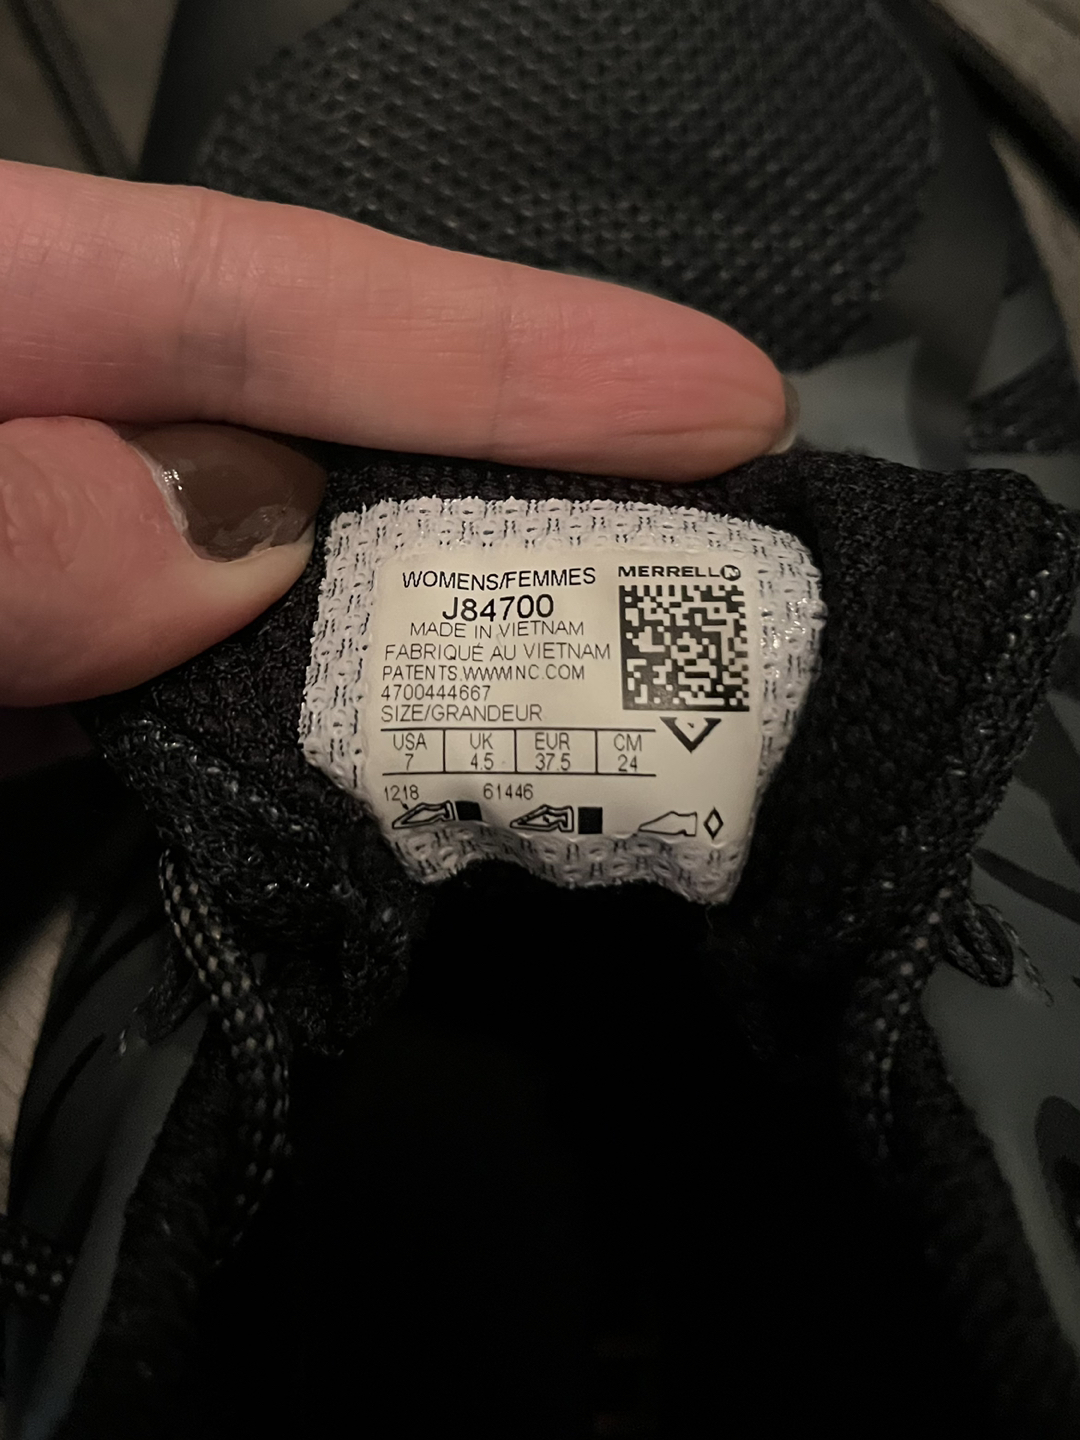 WOMENS/FEMMES
MERRELL
J84700
MADE IN VIETNAM
FABRIQUÉ AU VIETNAM
PATENTS.WWWINC.COM
4700444667
SIZE/GRANDEUR
USA UK EUR CM
7 4.5 37.5 24
1218 61446